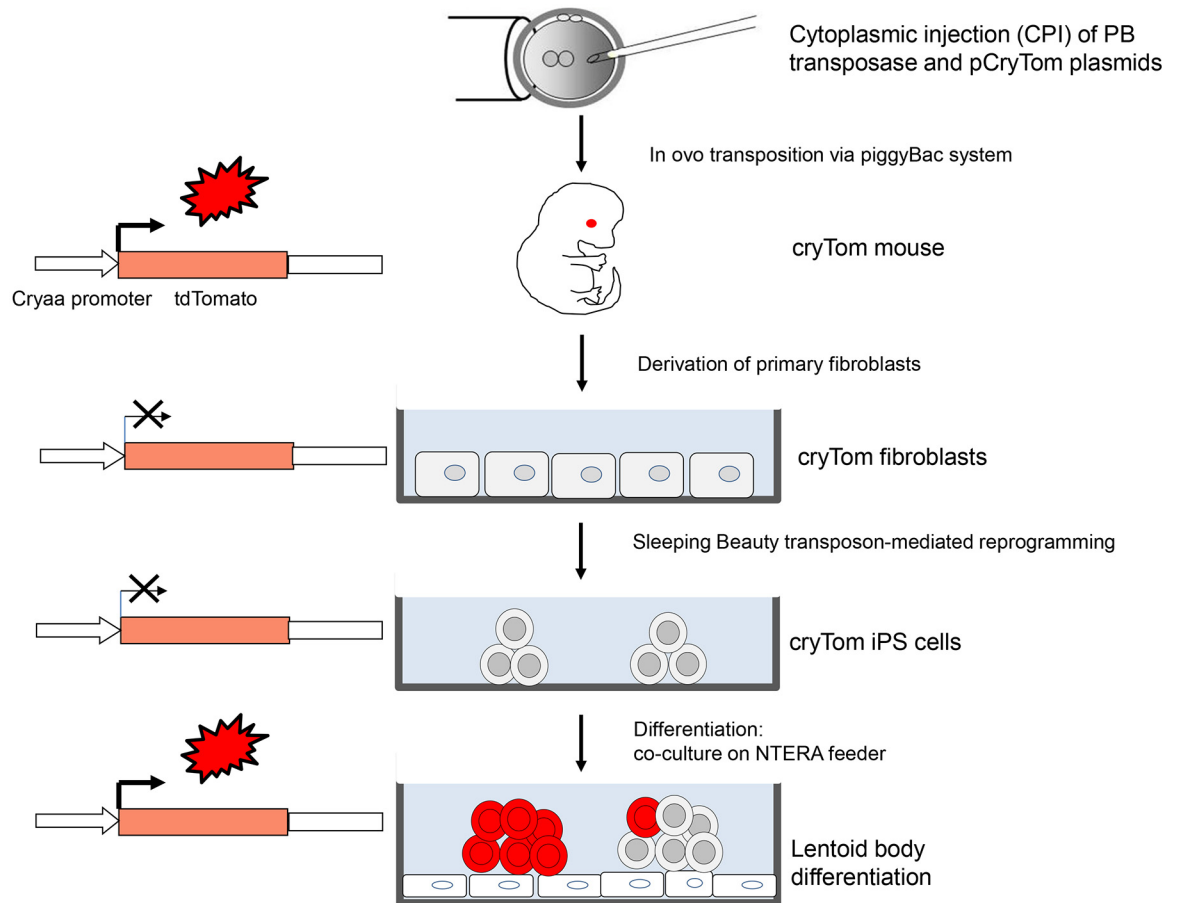 Cytoplasmic injection (CPI) of PB
transposase and pCryTom plasmids
In ovo transposition via piggyBac system
cryTom mouse
Cryaa promoter
tdTomato
Derivation of primary fibroblasts
cryTom fibroblasts
Sleeping Beauty transposon-mediated reprogramming
cryTom iPS cells
Differentiation:
co-culture on NTERA feeder
Lentoid body
differentiation